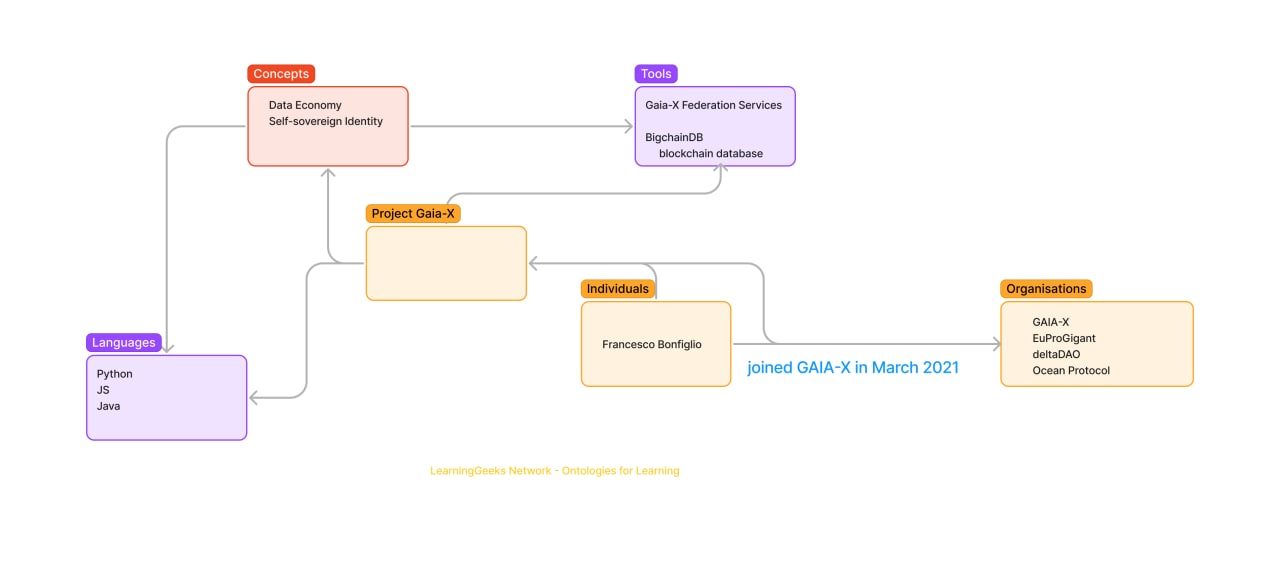 Concepts
Data Economy
Self-sovereign Identity
Tools
Gaia-X Federation Services
BigchainDB
blockchain database
Project Gaia-X
Individuals
Francesco Bonfiglio
joined GAIA-X in March 2021
Organisations
GAIA-X
EuProGigant
deltaDAO
Ocean Protocol
Languages
Python
JS
Java
LearningGeeks Network - Ontologies for Learning